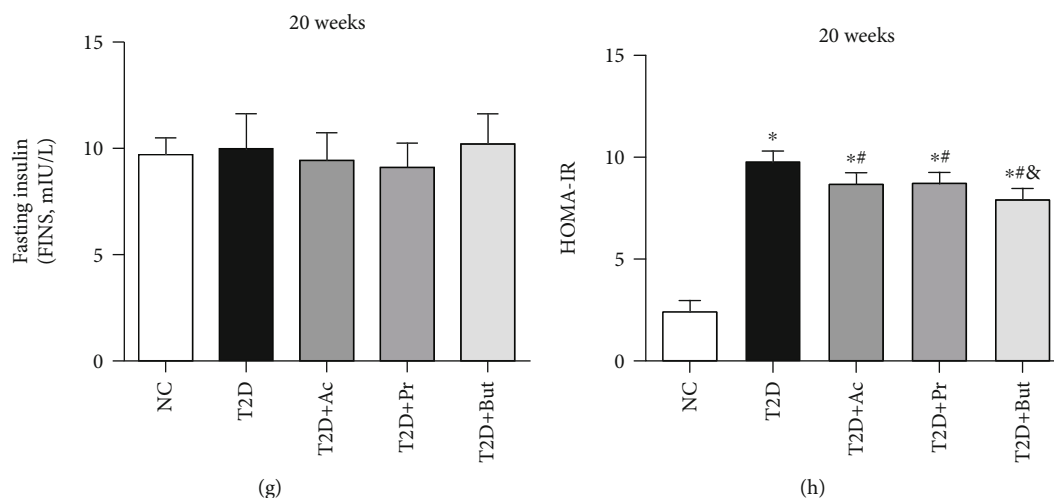 20 weeks
15
10
5
0
Fasting insulin
(FINS, mIU/L)
NC
T2D
T2D+Ac
T2D+Pr
T2D+But
(g)
20 weeks
15
10
5
0
HOMA-IR
*
*#
*#
*#&
NC
T2D
T2D+Ac
T2D+Pr
T2D+But
(h)